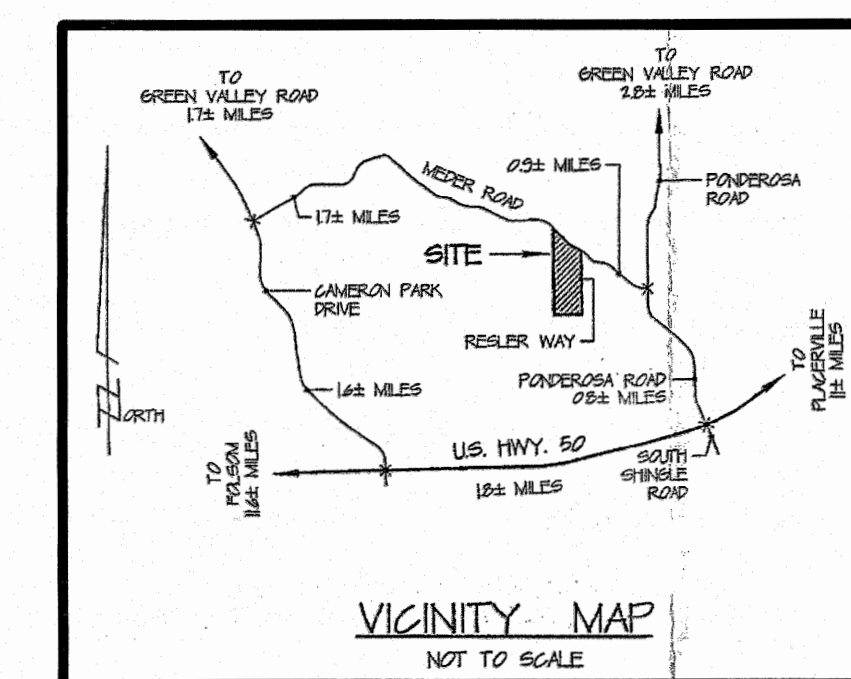 TO
GREEN VALLEY ROAD
1.7± MILES
TO
GREEN VALLEY ROAD
2.8± MILES
MEDER ROAD
0.9± MILES
PONDEROSA
ROAD
1.7± MILES
SITE
CAMERON PARK
DRIVE
RESLER WAY
NORTH
1.6± MILES
PONDEROSA ROAD
0.8± MILES
TO
PLACERVILLE
11± MILES
TO
FOLSOM
11.6± MILES
U.S. HWY. 50
1.8± MILES
SOUTH
SHINGLE
ROAD
VICINITY MAP
NOT TO SCALE